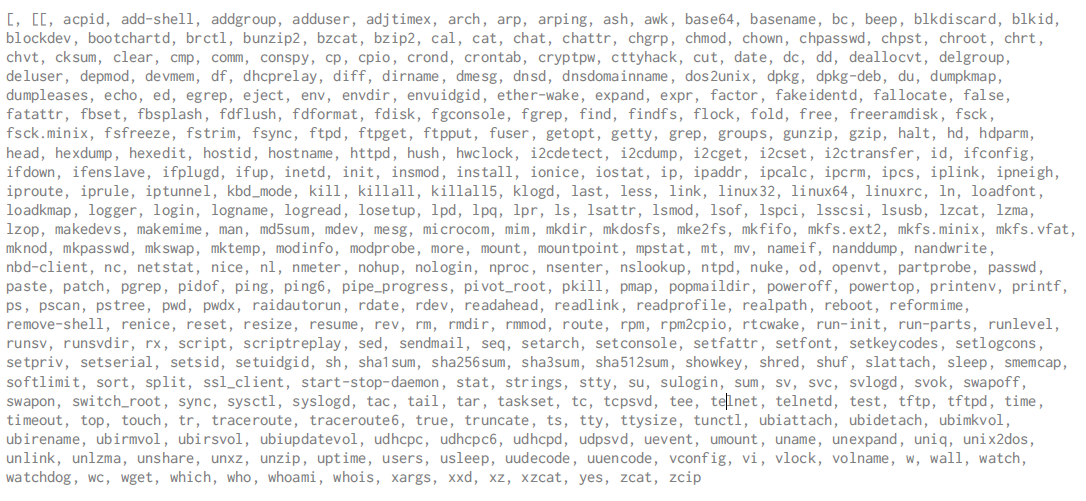 [, [[, acpid, add-shell, addgroup, adduser, adjtimex, arch, arp, arping, ash, awk, base64, basename, bc, beep, blkdiscard, blkid,
blockdev, bootchartd, brctl, bunzip2, bzcat, bzip2, cal, cat, chat, chattr, chgrp, chmod, chown, chpasswd, chpst, chroot, chrt,
chvt, cksum, clear, cmp, comm, conspy, cp, cpio, crond, crontab, cryptpw, cttyhack, cut, date, dc, dd, deallocvt, delgroup,
deluser, depmod, devmem, df, dhcprelay, diff, dirname, dmesg, dnsd, dnsdomainname, dos2unix, dpkg, dpkg-deb, du, dumpkmap,
dumpleases, echo, ed, egrep, eject, env, envdir, envuidgid, ether-wake, expand, expr, factor, fakeidentd, fallocate, false,
fatattr, fbset, fbsplash, fdflush, fdformat, fdisk, fgconsole, fgrep, find, findfs, flock, fold, free, freeramdisk, fsck,
fsck.minix, fsfreeze, fstrim, fsync, ftpd, ftpget, ftpput, fuser, getopt, getty, grep, groups, gunzip, gzip, halt, hd, hdparm,
head, hexdump, hexedit, hostid, hostname, httpd, hush, hwclock, i2cdetect, i2cdump, i2cget, i2cset, i2ctransfer, id, ifconfig,
ifdown, ifenslave, ifplugd, ifup, inetd, init, insmod, install, ionice, iostat, ip, ipaddr, ipcalc, ipcrm, ipcs, iplink, ipneigh,
iproute, iprule, iptunnel, kbd_mode, kill, killall, killall5, klogd, last, less, link, linux32, linux64, linuxrc, ln, loadfont,
loadkmap, logger, login, logname, logread, losetup, lpd, lpq, lpr, ls, lsattr, lsmod, lsof, lspci, lsscsi, lsusb, lzcat, lzma,
lzop, makedevs, makemime, man, md5sum, mdev, mesg, microcom, mim, mkdir, mkdosfs, mke2fs, mkfifo, mkfs.ext2, mkfs.minix, mkfs.vfat,
mknod, mkpasswd, mkswap, mktemp, modinfo, modprobe, more, mount, mountpoint, mpstat, mt, mv, nameif, nanddump, nandwrite,
nbd-client, nc, netstat, nice, nl, nmeter, nohup, nologin, nproc, nsenter, nslookup, ntpd, nuke, od, openvt, partprobe, passwd,
paste, patch, pgrep, pidof, ping, ping6, pipe_progress, pivot_root, pkill, pmap, popmaildir, poweroff, powertop, printenv, printf,
ps, pscan, pstree, pwd, pwdx, raidautorun, rdate, rdev, readahead, readlink, readprofile, realpath, reboot, reformime,
remove-shell, renice, reset, resize, resume, rev, rm, rmdir, rmmod, route, rpm, rpm2cpio, rtcwake, run-init, run-parts, runlevel,
runsv, runsvdir, rx, script, scriptreplay, sed, sendmail, seq, setarch, setconsole, setfattr, setfont, setkeycodes, setlogcons,
setpriv, setserial, setsid, setuidgid, sh, sha1sum, sha256sum, sha3sum, sha512sum, showkey, shred, shuf, slattach, sleep, smemcap,
softlimit, sort, split, ssl_client, start-stop-daemon, stat, strings, stty, su, sulogin, sum, sv, svc, svlogd, svok, swapoff,
swapon, switch_root, sync, sysctl, syslogd, tac, tail, tar, taskset, tc, tcpsvd, tee, telnet, telnetd, test, tftp, tftpd, time,
timeout, top, touch, tr, traceroute, traceroute6, true, truncate, ts, tty, ttysize, tunctl, ubiattach, ubidetach, ubimkvol,
ubirename, ubirmvol, ubirsvol, ubiupdatevol, udhcpc, udhcpc6, udhcpd, udpsvd, uevent, umount, uname, unexpand, uniq, unix2dos,
unlink, unlzma, unshare, unxz, unzip, uptime, users, usleep, uudecode, uuencode, vconfig, vi, vlock, volname, w, wall, watch,
watchdog, wc, wget, which, who, whoami, whois, xargs, xxd, xz, xzcat, yes, zcat, zcip